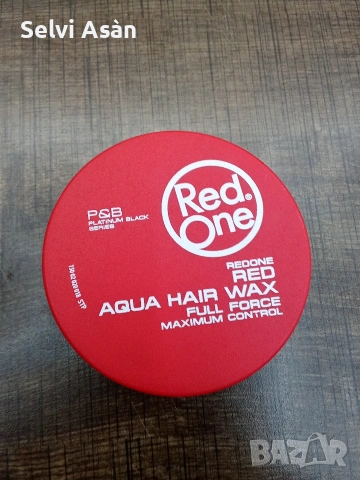 Selvi Asàn
P&B
PLATINUM BLACK
SERIES
Red.
One
REDONE
RED
AQUA HAIR WAX
FULL FORCE
MAXIMUM CONTROL
BAZAR